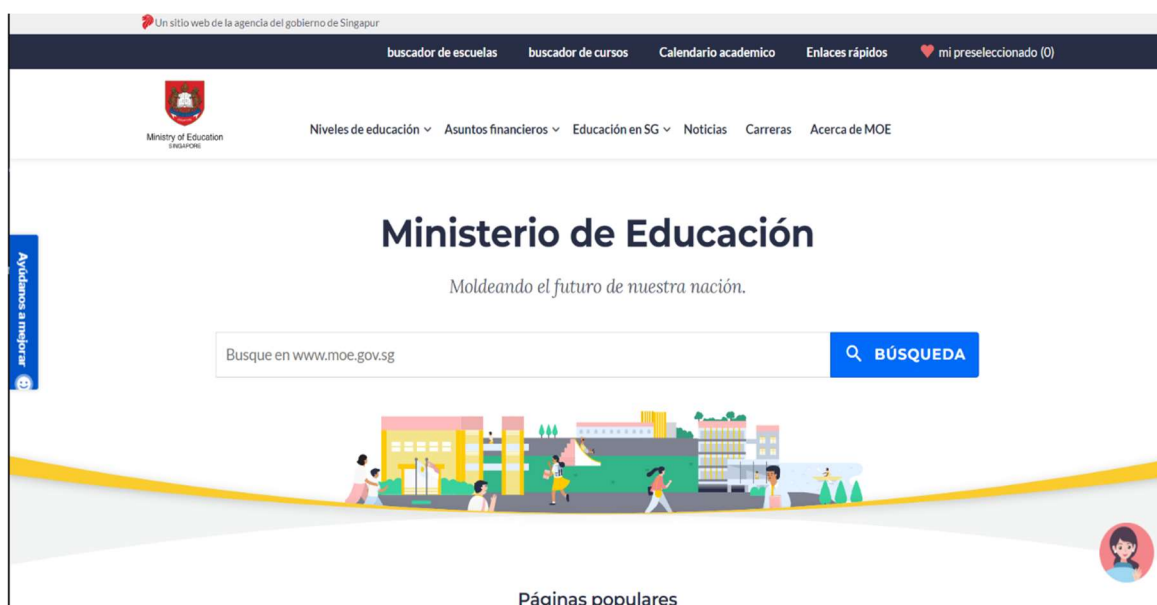 Un sitio web de la agencia del gobierno de Singapur
buscador de escuelas buscador de cursos Calendario academico Enlaces rápidos mi preseleccionado (0)
Ministry of Education
SINGAPORE
Niveles de educación Asuntos financieros Educación en SG Noticias Carreras Acerca de MOE
Ministerio de Educación
Moldeando el futuro de nuestra nación.
Ayúdanos a mejorar
Busque en www.moe.gov.sg
BÚSQUEDA
Páginas populares